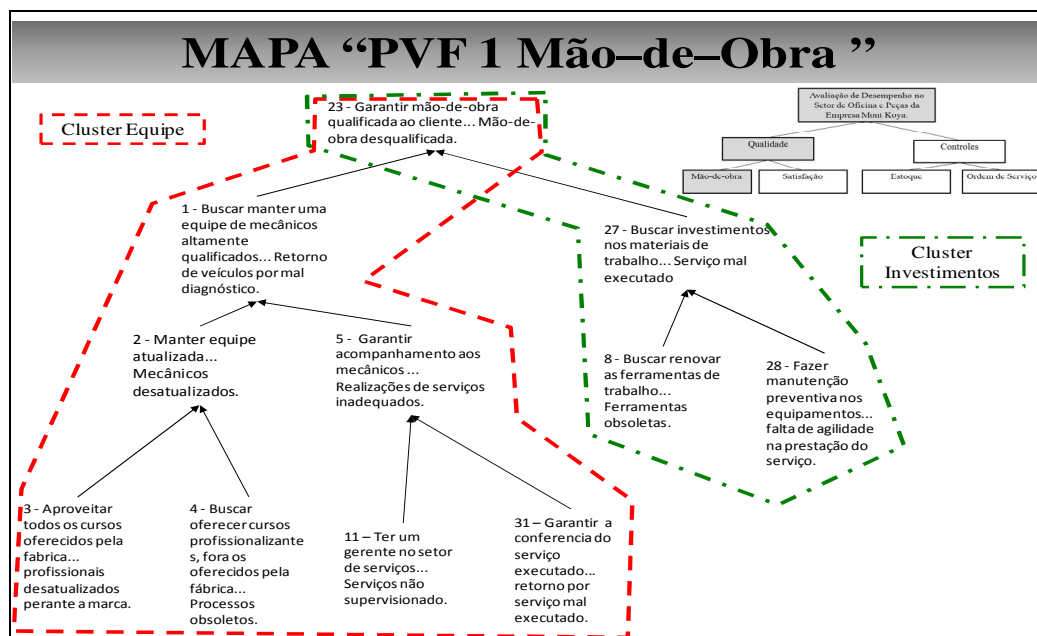 MAPA “PVF 1 Mão–de–Obra ”
Cluster Equipe
23 - Garantir mão-de-obra
qualificada ao cliente... Mão-de-
obra desqualificada.
Avaliação de Desempenho no
Setor de Oficina e Peças da
Empresa Mont Koya.
Qualidade
Controles
Mão-de-obra
Satisfação
Estoque
Ordem de Serviço
1 - Buscar manter uma
equipe de mecânicos
altamente
qualificados... Retorno
de veículos por mal
diagnóstico.
27 - Buscar investimentos
nos materiais de
trabalho... Serviço mal
executado
Cluster
Investimentos
2 - Manter equipe
atualizada...
Mecânicos
desatualizados.
5 - Garantir
acompanhamento aos
mecânicos ...
Realizações de serviços
inadequados.
8 - Buscar renovar
as ferramentas de
trabalho...
Ferramentas
obsoletas.
28 - Fazer
manutenção
preventiva nos
equipamentos...
falta de agilidade
na prestação do
serviço.
3 - Aproveitar
todos os cursos
oferecidos pela
fabrica...
profissionais
desatualizados
perante a marca.
4 - Buscar
oferecer cursos
profissionalizante
s, fora os
oferecidos pela
fábrica...
Processos
obsoletos.
11 – Ter um
gerente no setor
de serviços...
Serviços não
supervisionado.
31 – Garantir a
conferencia do
serviço
executado...
retorno por
serviço mal
executado.